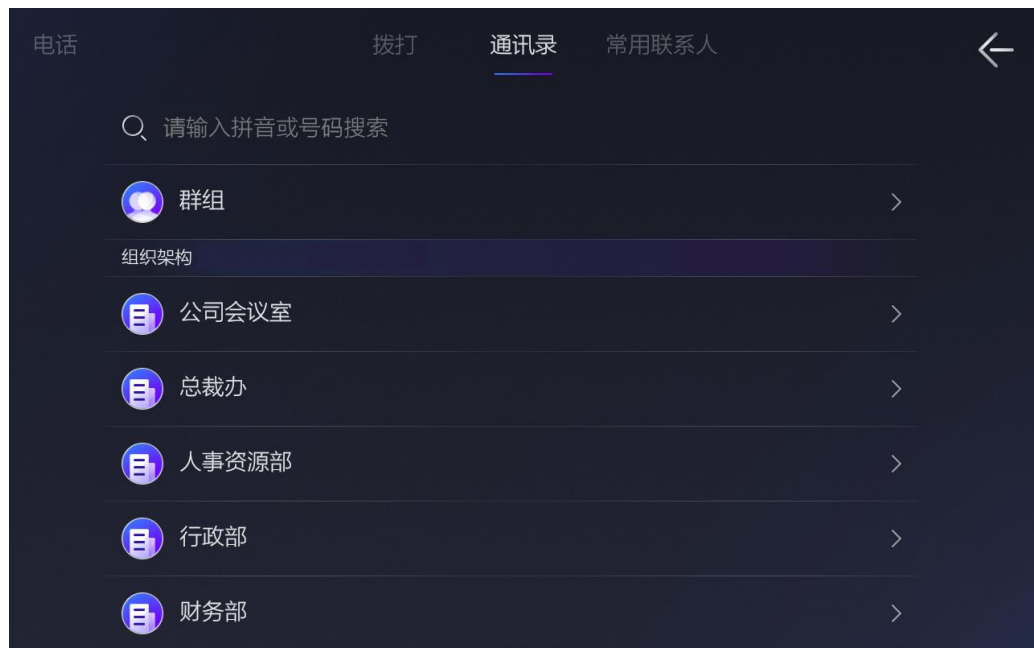 电话 拨打 通讯录 常用联系人
请输入拼音或号码搜索
群组
组织架构
公司会议室
总裁办
人事资源部
行政部
财务部